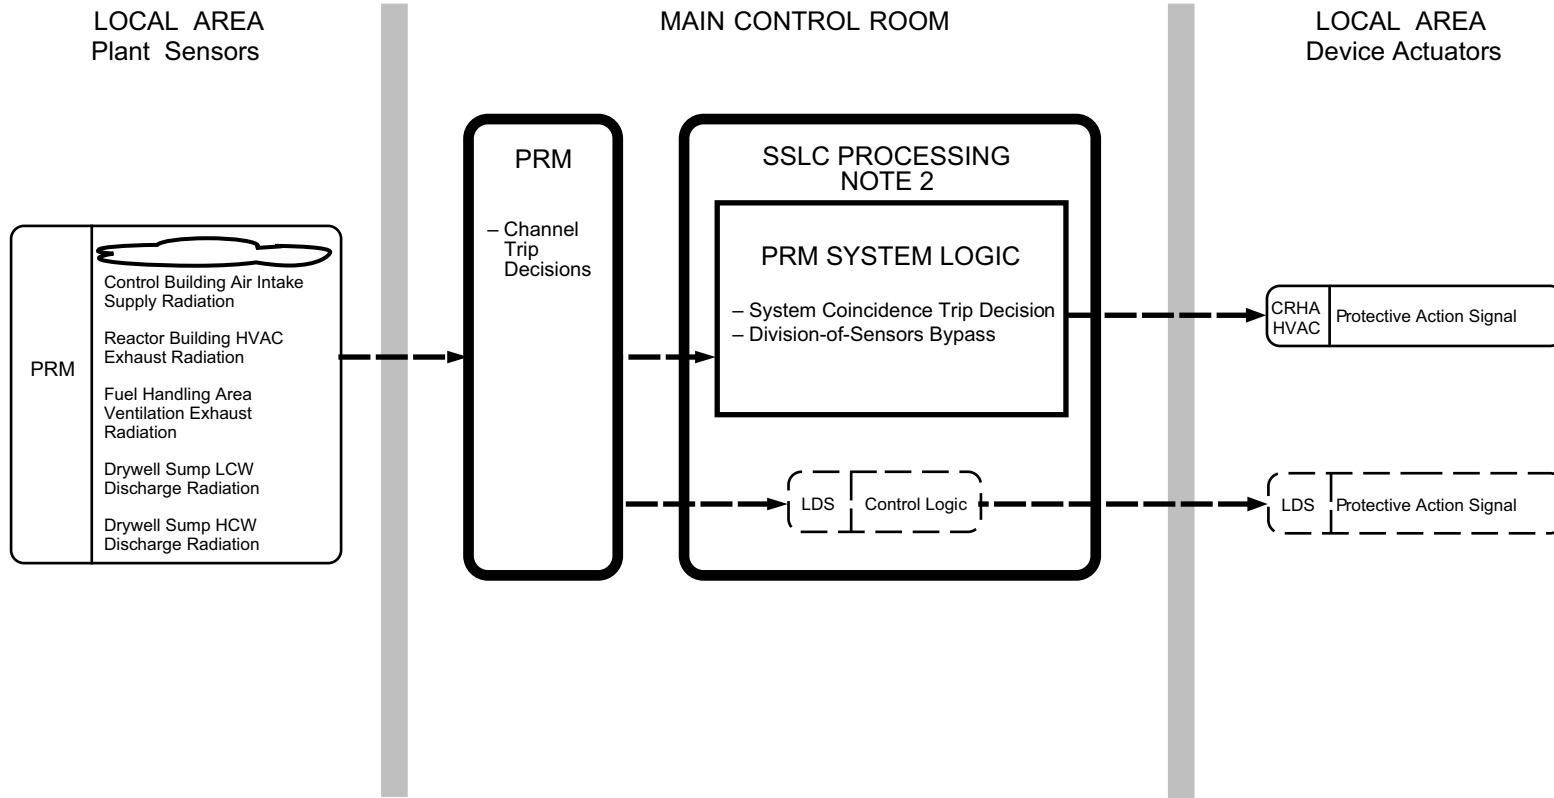 LOCAL AREA
Plant Sensors
MAIN CONTROL ROOM
LOCAL AREA
Device Actuators
PRM
Control Building Air Intake
Supply Radiation
Reactor Building HVAC
Exhaust Radiation
Fuel Handling Area
Ventilation Exhaust
Radiation
Drywell Sump LCW
Discharge Radiation
Drywell Sump HCW
Discharge Radiation
PRM
– Channel
Trip
Decisions
SSLC PROCESSING
NOTE 2
PRM SYSTEM LOGIC
– System Coincidence Trip Decision
– Division-of-Sensors Bypass
LDS
Control Logic
CRHA
HVAC
Protective Action Signal
LDS
Protective Action Signal